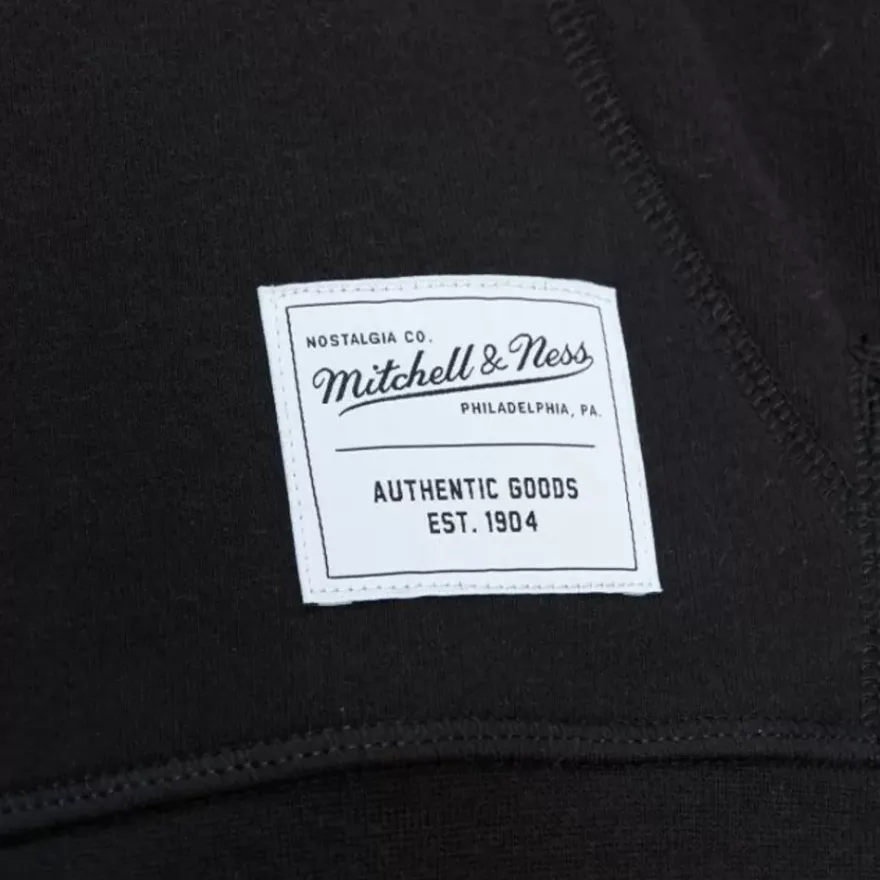 NOSTALGIA CO.
Mitchell & Ness
PHILADELPHIA, PA.
AUTHENTIC GOODS
EST. 1904